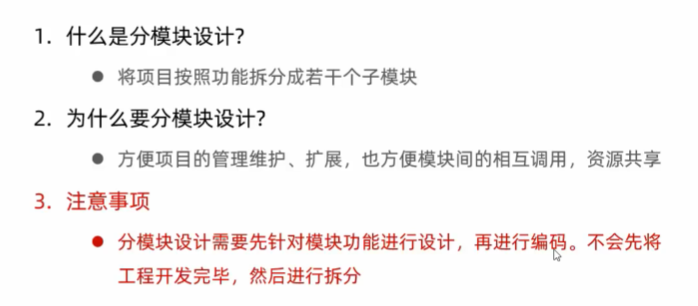 1. 什么是分模块设计?
● 将项目按照功能拆分成若干个子模块
2. 为什么要分模块设计?
● 方便项目的管理维护、扩展，也方便模块间的相互调用，资源共享
3. 注意事项
● 分模块设计需要先针对模块功能进行设计，再进行编码。不会先将
工程开发完毕，然后进行拆分